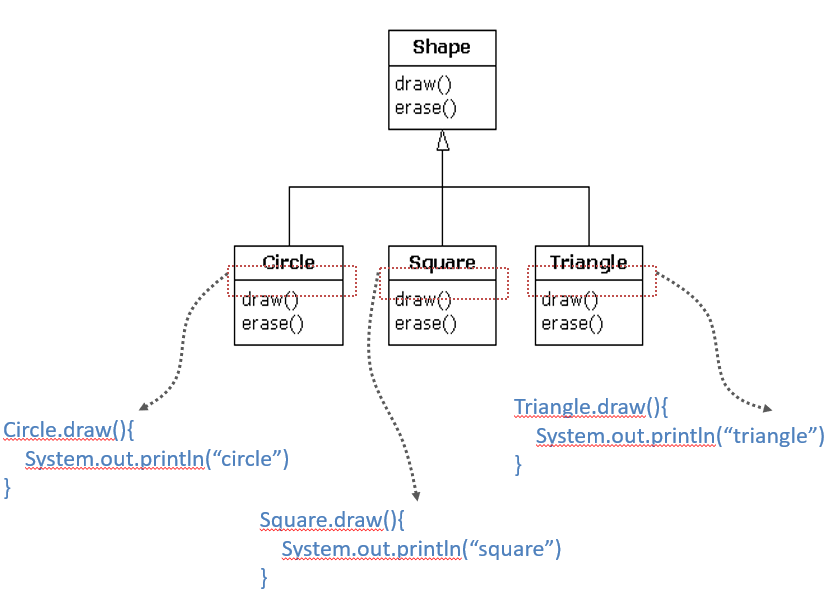 Shape
draw()
erase()
Circle
draw()
erase()
Square
draw()
erase()
Triangle
draw()
erase()
Circle.draw(){
System.out.println(“circle”)
}
Square.draw(){
System.out.println(“square”)
}
Triangle.draw(){
System.out.println(“triangle”)
}